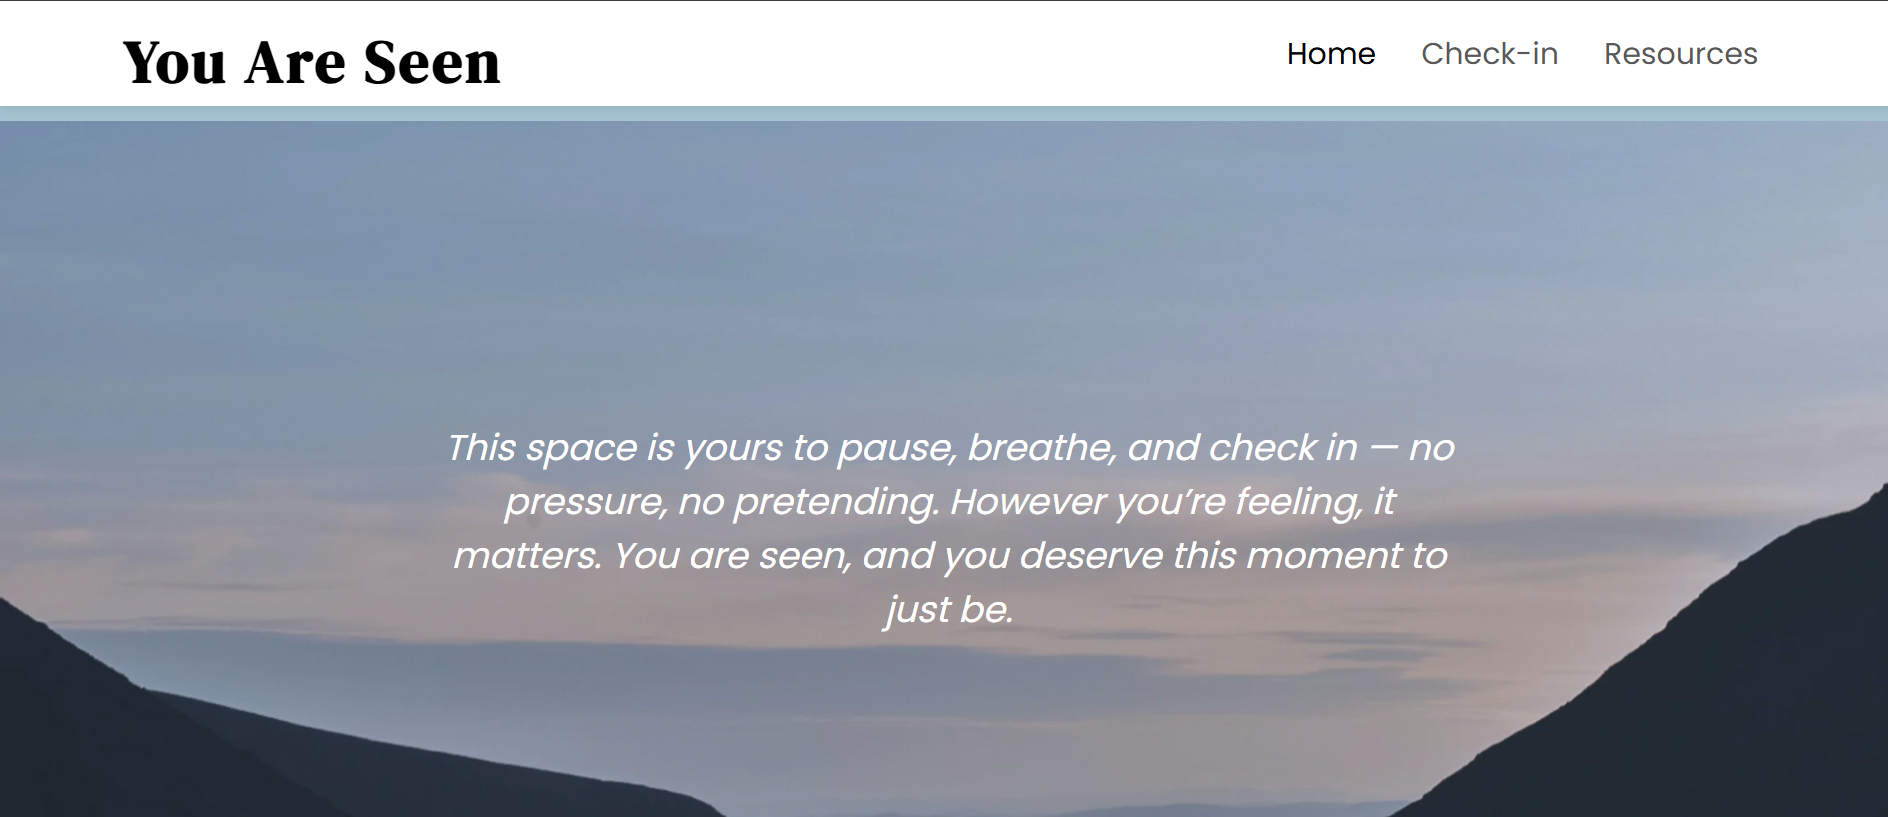 You Are Seen
Home Check-in Resources
This space is yours to pause, breathe, and check in — no
pressure, no pretending. However you’re feeling, it
matters. You are seen, and you deserve this moment to
just be.